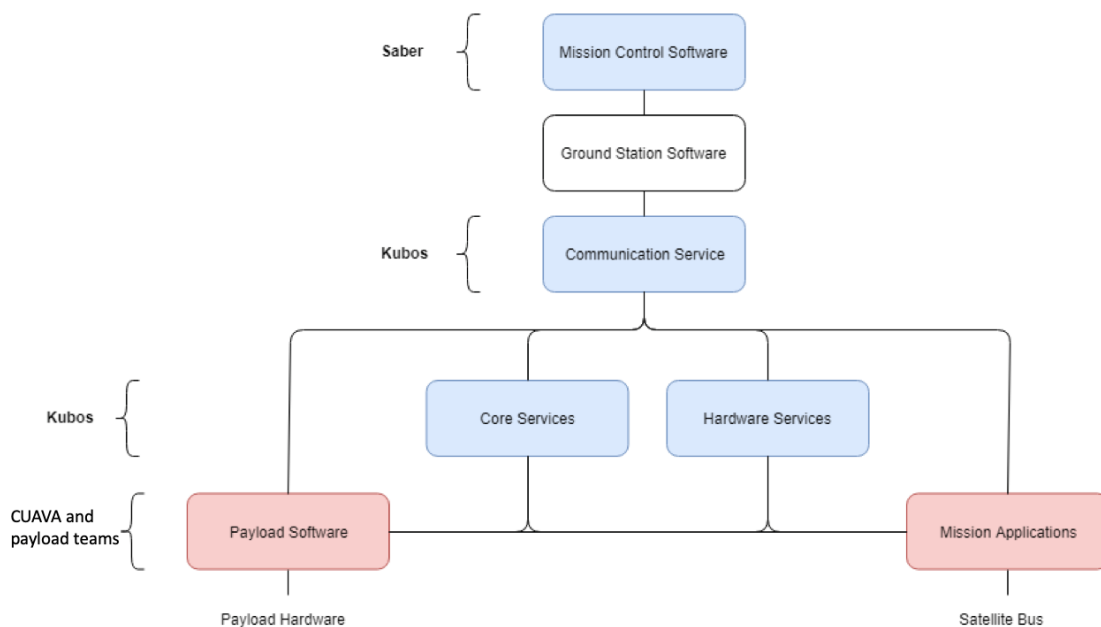 Saber
Mission Control Software
Ground Station Software
Kubos
Communication Service
Kubos
Core Services
Hardware Services
CUAVA and
payload teams
Payload Software
Mission Applications
Payload Hardware
Satellite Bus